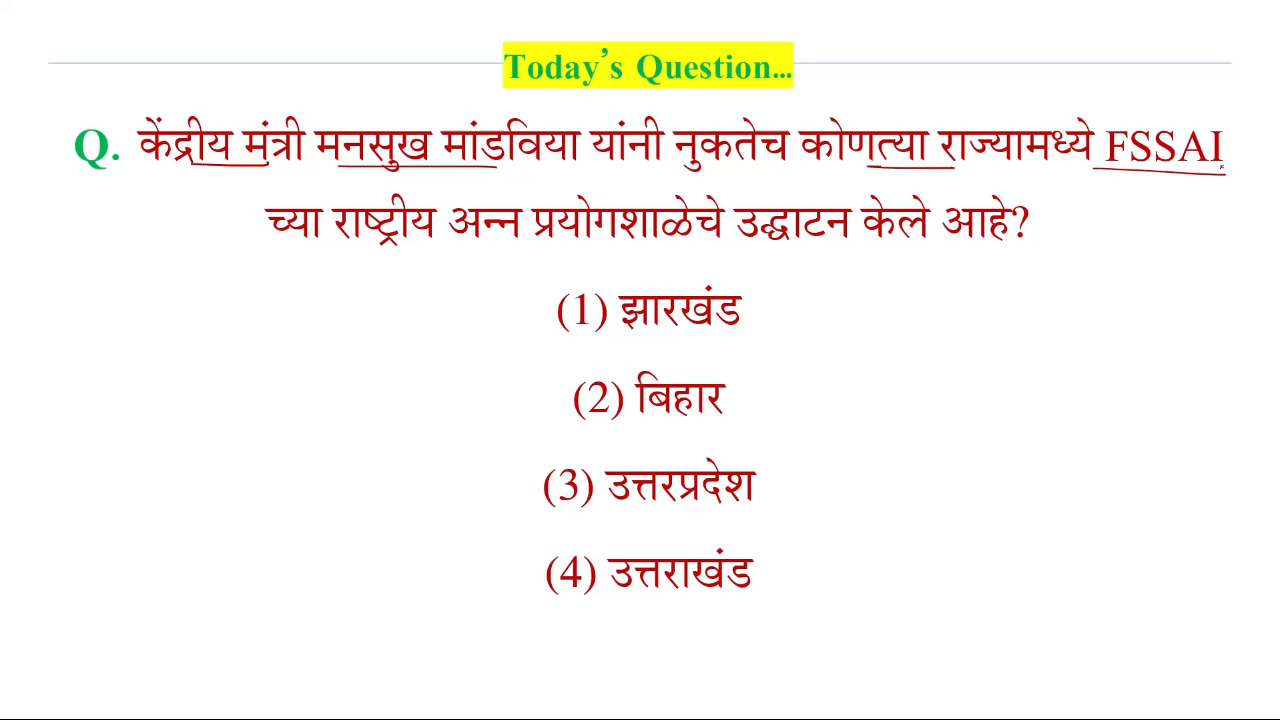 Today’s Question...
Q. केंद्रीय मंत्री मनसुख मांडविया यांनी नुकतेच कोणत्या राज्यामध्ये FSSAI
च्या राष्ट्रीय अन्न प्रयोगशाळेचे उद्घाटन केले आहे?
(1) झारखंड
(2) बिहार
(3) उत्तरप्रदेश
(4) उत्तराखंड